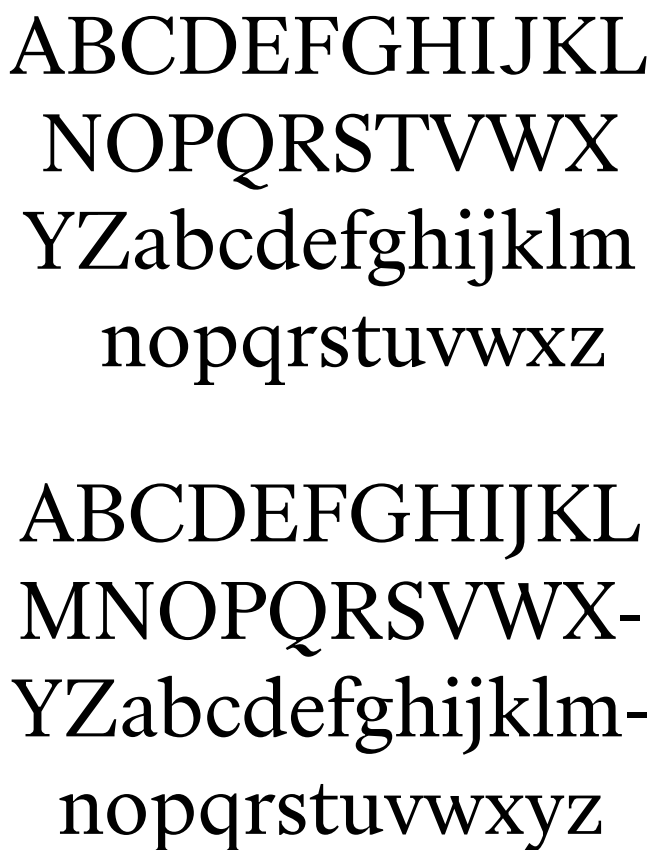 ABCDEFGHIJKL
NOPQRSTVWX
YZabcdefghijklm
nopqrstuvwxz
ABCDEFGHIJKL
MNOPQRSVWX-
YZabcdefghijklm-
nopqrstuvwxyz